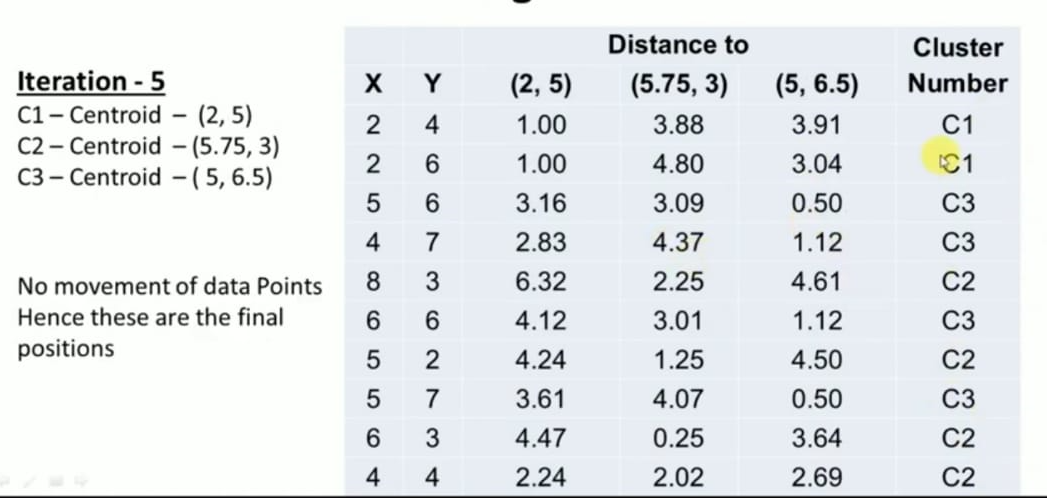 Distance to
Cluster
X Y (2, 5) (5.75, 3) (5, 6.5) Number
2 4 1.00 3.88 3.91 C1
2 6 1.00 4.80 3.04 C1
5 6 3.16 3.09 0.50 C3
4 7 2.83 4.37 1.12 C3
8 3 6.32 2.25 4.61 C2
6 6 4.12 3.01 1.12 C3
5 2 4.24 1.25 4.50 C2
5 7 3.61 4.07 0.50 C3
6 3 4.47 0.25 3.64 C2
4 4 2.24 2.02 2.69 C2
Iteration - 5
C1 – Centroid – (2, 5)
C2 – Centroid – (5.75, 3)
C3 – Centroid – ( 5, 6.5)
No movement of data Points
Hence these are the final
positions